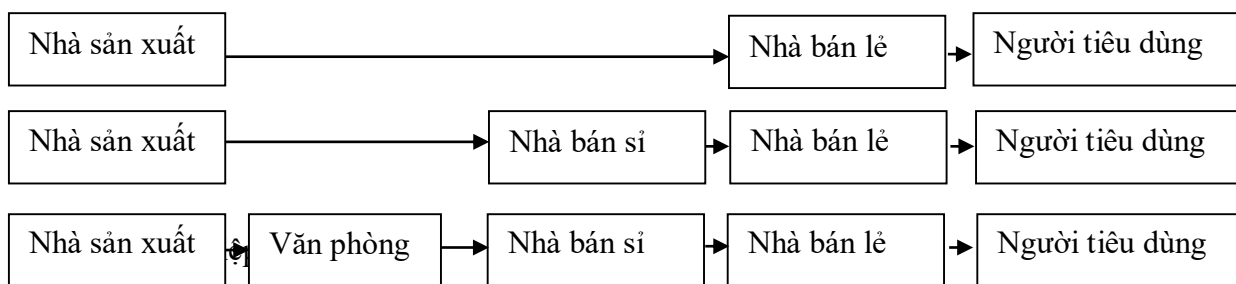 Nhà sản xuất Nhà bán lẻ Người tiêu dùng
Nhà sản xuất Nhà bán sỉ Nhà bán lẻ Người tiêu dùng
Nhà sản xuất Văn phòng Nhà bán sỉ Nhà bán lẻ Người tiêu dùng